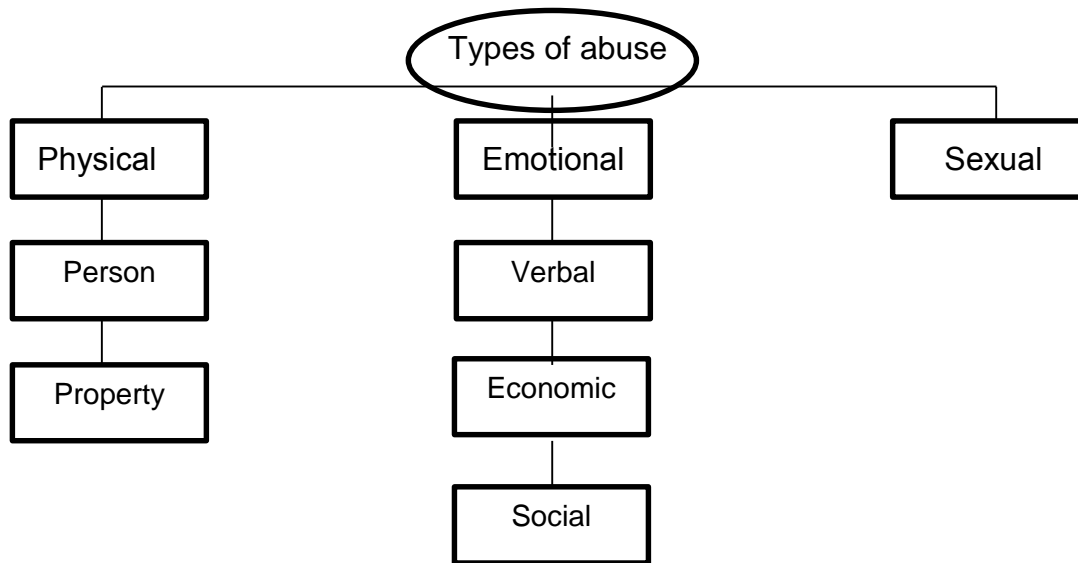 Types of abuse
Physical
Emotional
Sexual
Person
Verbal
Property
Economic
Social